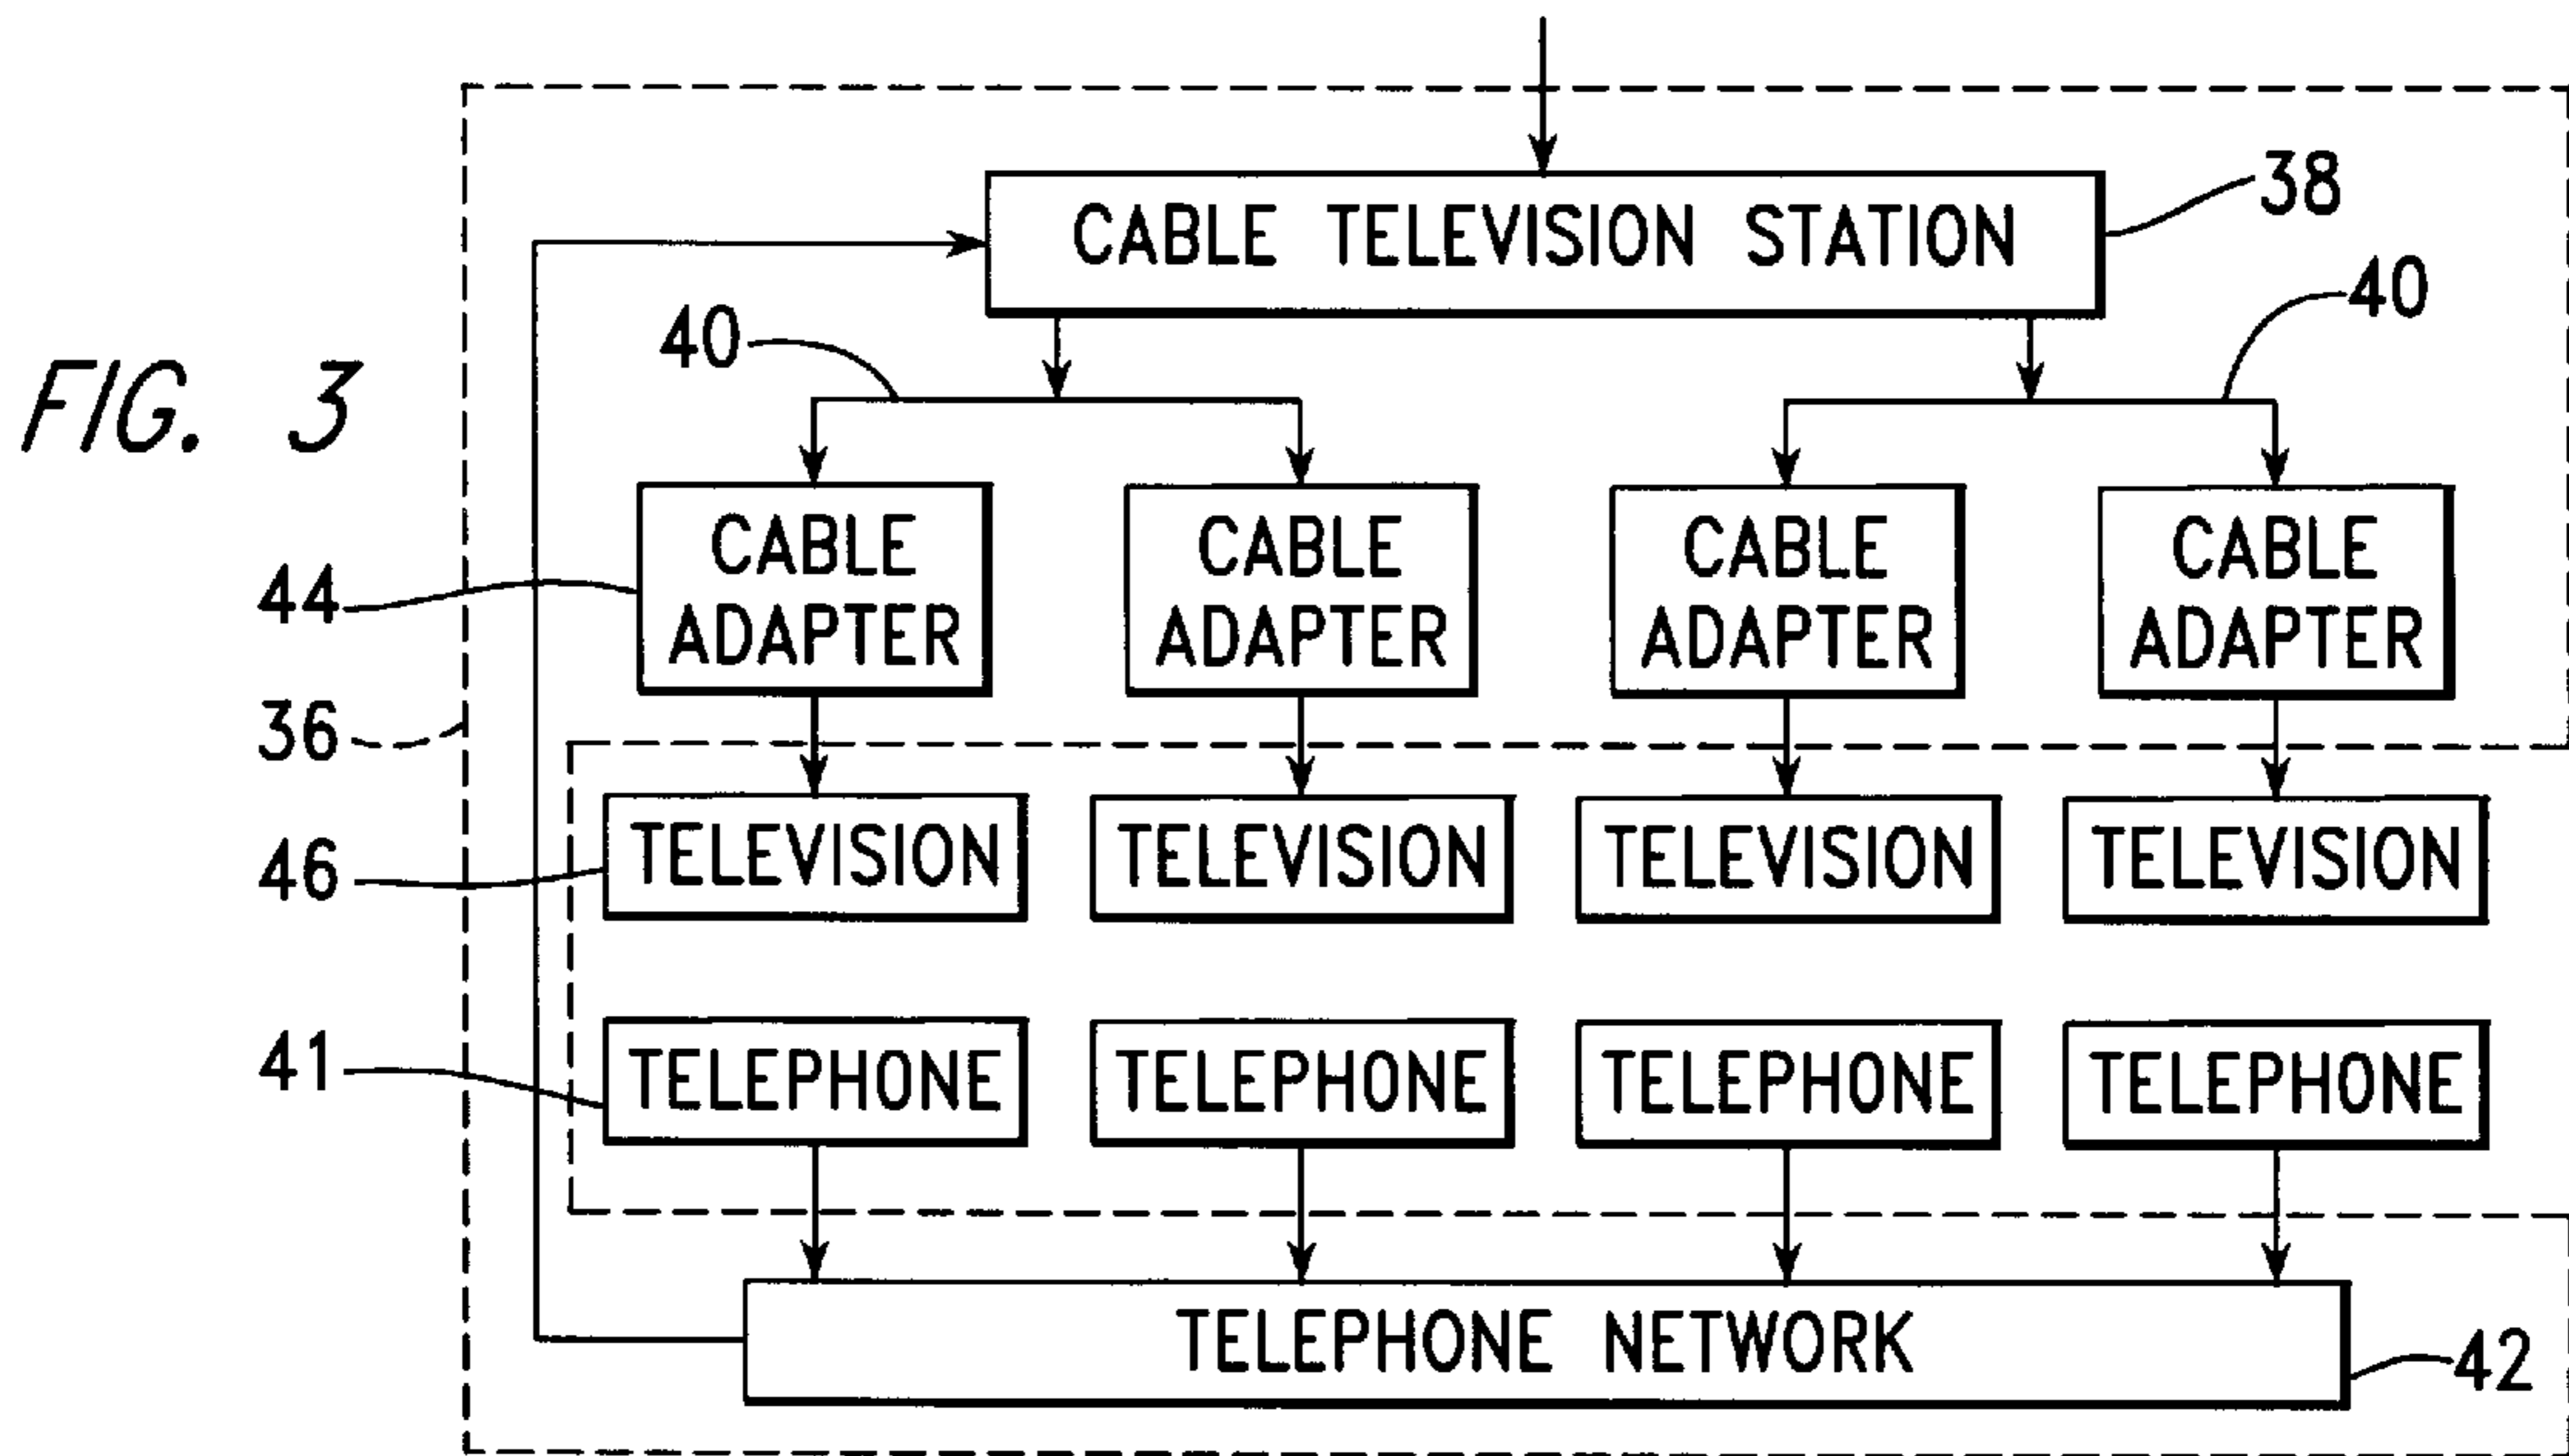 FIG. 3
CABLE TELEVISION STATION
38
40
40
CABLE ADAPTER
CABLE ADAPTER
CABLE ADAPTER
CABLE ADAPTER
44
36
TELEVISION
TELEVISION
TELEVISION
TELEVISION
46
TELEPHONE
TELEPHONE
TELEPHONE
TELEPHONE
41
TELEPHONE NETWORK
42